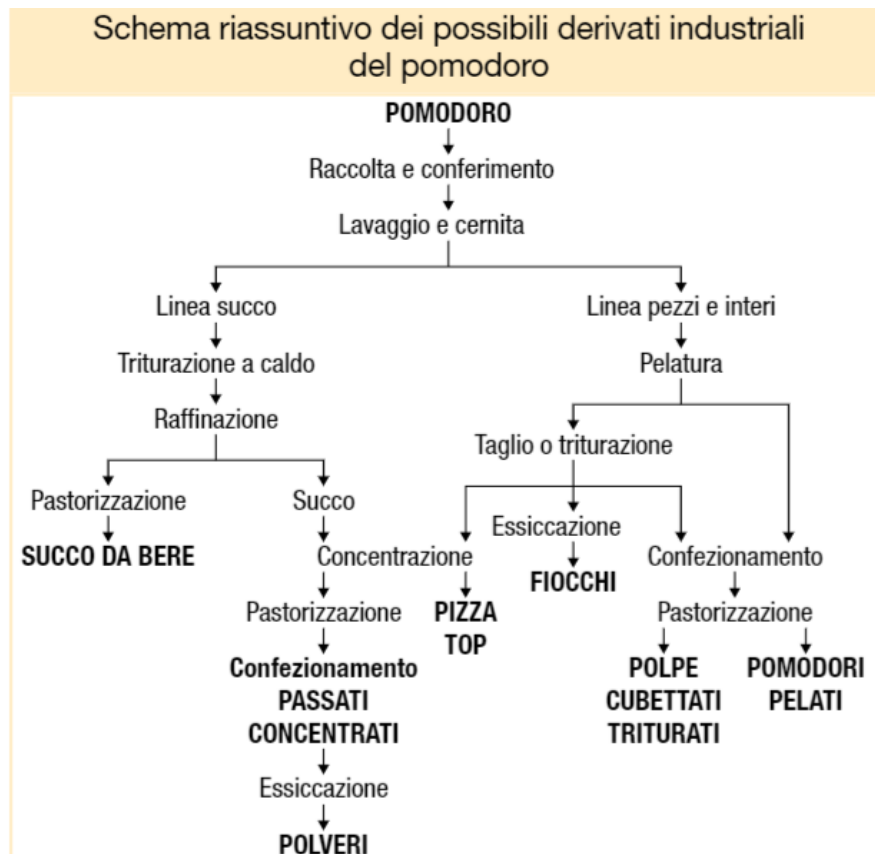 Schema riassuntivo dei possibili derivati industriali
del pomodoro
POMODORO
Raccolta e conferimento
Lavaggio e cernita
Linea succo
Linea pezzi e interi
Triturazione a caldo
Pelatura
Raffinazione
Taglio o triturazione
Pastorizzazione
Succo
Essiccazione
SUCCO DA BERE
Concentrazione
FIOCCHI
Confezionamento
Pastorizzazione
PIZZA
TOP
Pastorizzazione
Confezionamento
PASSATI
CONCENTRATI
POLPE
CUBETTATI
TRITURATI
POMODORI
PELATI
Essiccazione
POLVERI